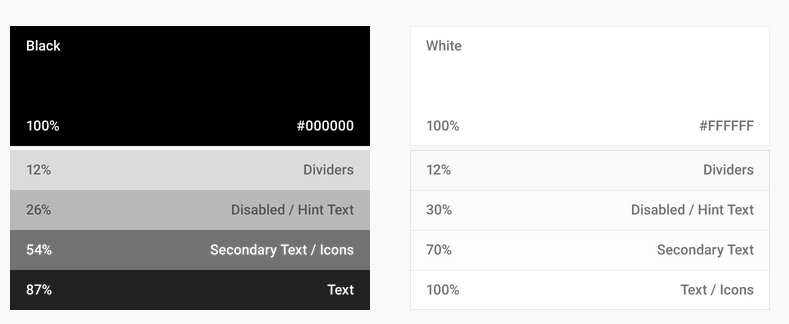 Black
100% #000000
12% Dividers
26% Disabled / Hint Text
54% Secondary Text / Icons
87% Text
White
100% #FFFFFF
12% Dividers
30% Disabled / Hint Text
70% Secondary Text
100% Text / Icons